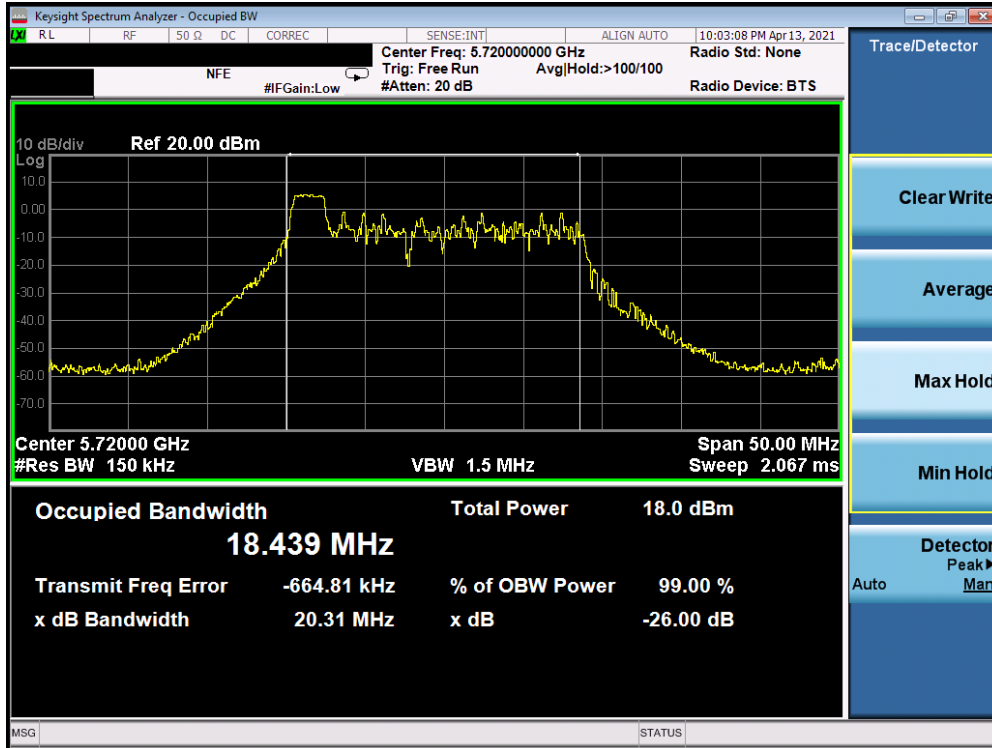 Keysight Spectrum Analyzer - Occupied BW
LXI RL RF 50 Ω DC CORREC SENSE:INT ALIGN AUTO 10:03:08 PM Apr 13, 2021
Center Freq: 5.720000000 GHz Radio Std: None
NFE Trig: Free Run Avg|Hold:>100/100
#IFGain:Low #Atten: 20 dB Radio Device: BTS
Trace/Detector
10 dB/div Ref 20.00 dBm
Log
10.0
0.00
-10.0
-20.0
-30.0
-40.0
-50.0
-60.0
-70.0
Center 5.72000 GHz Span 50.00 MHz
#Res BW 150 kHz VBW 1.5 MHz Sweep 2.067 ms
Occupied Bandwidth Total Power 18.0 dBm
18.439 MHz
Transmit Freq Error -664.81 kHz % of OBW Power 99.00 %
x dB Bandwidth 20.31 MHz x dB -26.00 dB
Clear Write
Average
Max Hold
Min Hold
Detector
Peak▶
Auto Man
MSG STATUS